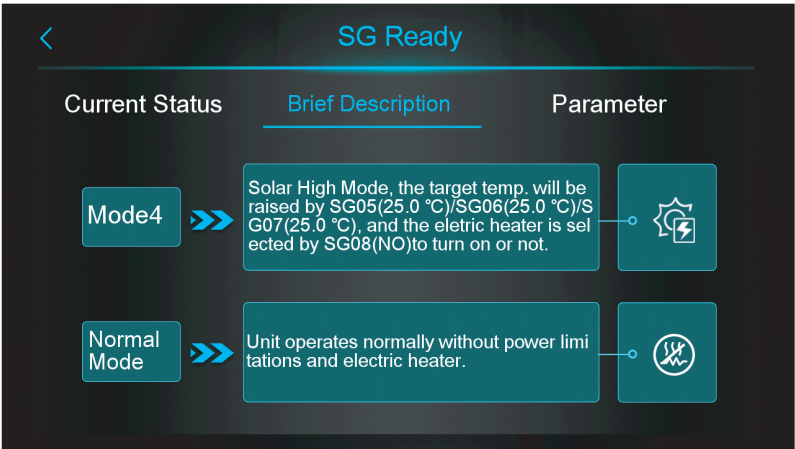 SG Ready
Current Status
Brief Description
Parameter
Mode4
Solar High Mode, the target temp. will be
raised by SG05(25.0 ℃)/SG06(25.0 ℃)/S
G07(25.0 ℃), and the eletric heater is sel
ected by SG08(NO)to turn on or not.
Normal
Mode
Unit operates normally without power limi
tations and electric heater.